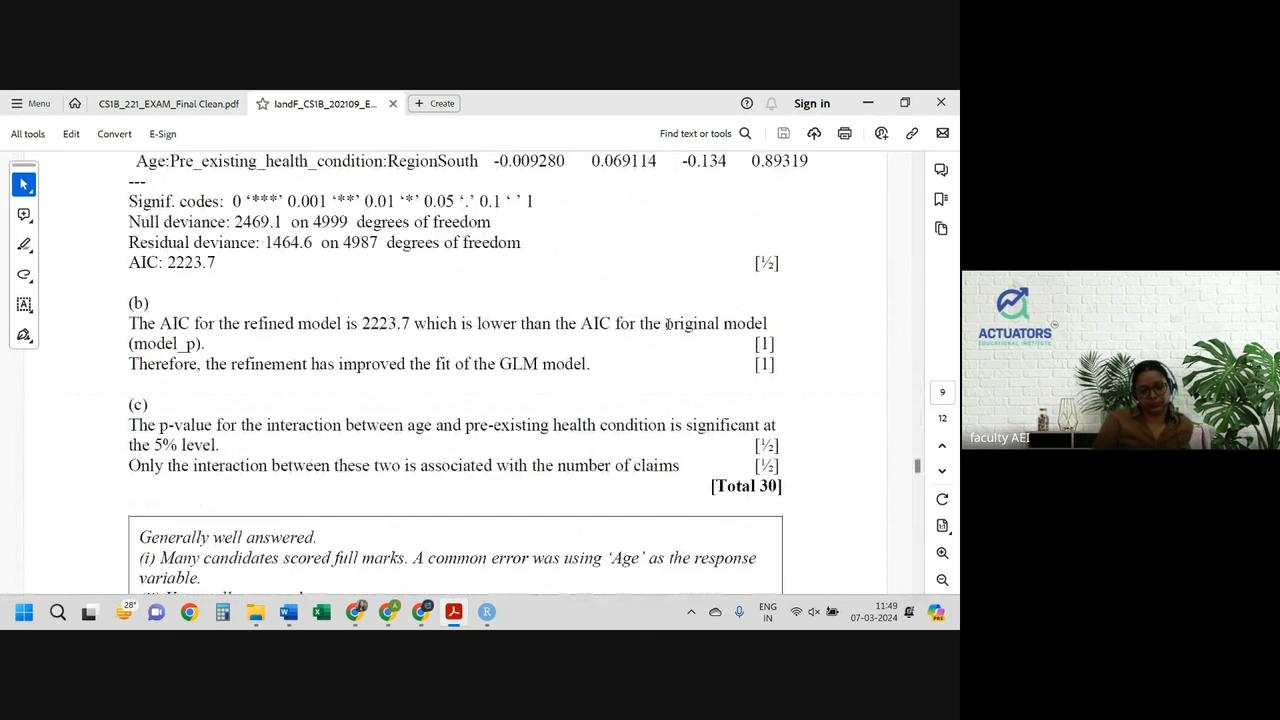 Menu
CS1B_221_EXAM_Final Clean.pdf
IandF_CS1B_202109_E...
Create
Sign in
All tools
Edit
Convert
E-Sign
Find text or tools
Age:Pre_existing_health_condition:RegionSouth -0.009280 0.069114 -0.134 0.89319
---
Signif. codes: 0 ‘***’ 0.001 ‘**’ 0.01 ‘*’ 0.05 ‘.’ 0.1 ‘ ’ 1
Null deviance: 2469.1 on 4999 degrees of freedom
Residual deviance: 1464.6 on 4987 degrees of freedom
AIC: 2223.7 [½]
(b)
The AIC for the refined model is 2223.7 which is lower than the AIC for the original model
(model_p). [1]
Therefore, the refinement has improved the fit of the GLM model. [1]
(c)
The p-value for the interaction between age and pre-existing health condition is significant at
the 5% level. [½]
Only the interaction between these two is associated with the number of claims [½]
[Total 30]
Generally well answered.
(i) Many candidates scored full marks. A common error was using ‘Age’ as the response
variable.
9
12
ACTUATORS
EDUCATIONAL INSTITUTE
faculty AEI
28°
ENG
IN
11:49
07-03-2024